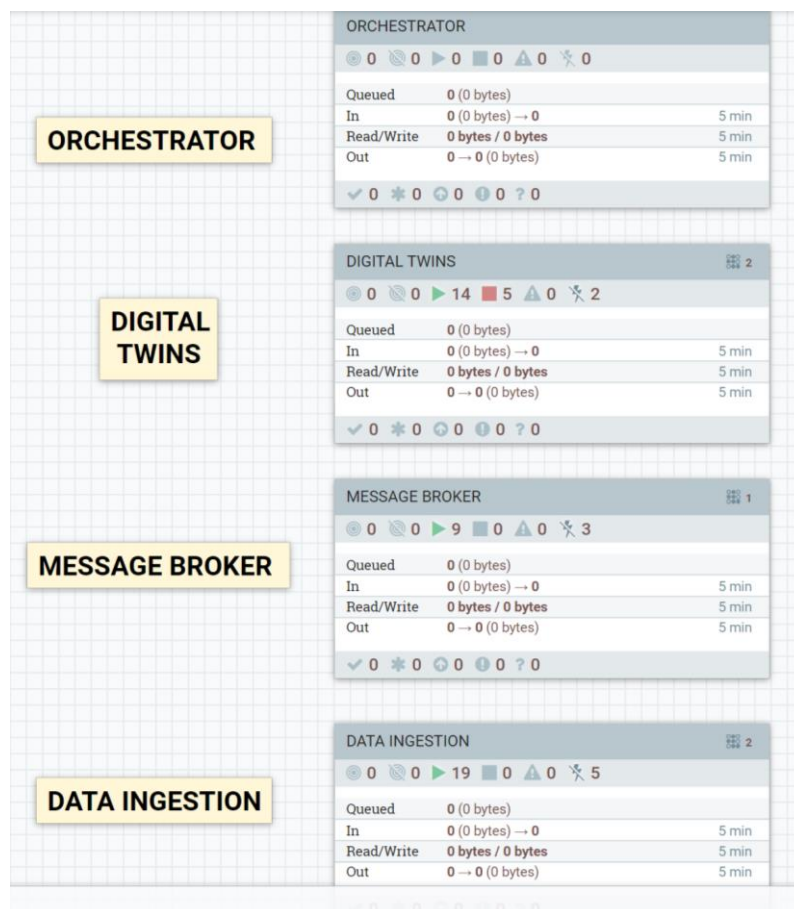 ORCHESTRATOR
0 0 0 0 0 0
Queued 0 (0 bytes)
In 0 (0 bytes) → 0 5 min
Read/Write 0 bytes / 0 bytes 5 min
Out 0 → 0 (0 bytes) 5 min
0 0 0 0 ? 0
ORCHESTRATOR
DIGITAL TWINS 2
0 0 14 5 0 2
Queued 0 (0 bytes)
In 0 (0 bytes) → 0 5 min
Read/Write 0 bytes / 0 bytes 5 min
Out 0 → 0 (0 bytes) 5 min
0 0 0 0 ? 0
DIGITAL
TWINS
MESSAGE BROKER 1
0 0 9 0 0 3
Queued 0 (0 bytes)
In 0 (0 bytes) → 0 5 min
Read/Write 0 bytes / 0 bytes 5 min
Out 0 → 0 (0 bytes) 5 min
0 0 0 0 ? 0
MESSAGE BROKER
DATA INGESTION 2
0 0 19 0 0 5
Queued 0 (0 bytes)
In 0 (0 bytes) → 0 5 min
Read/Write 0 bytes / 0 bytes 5 min
Out 0 → 0 (0 bytes) 5 min
DATA INGESTION